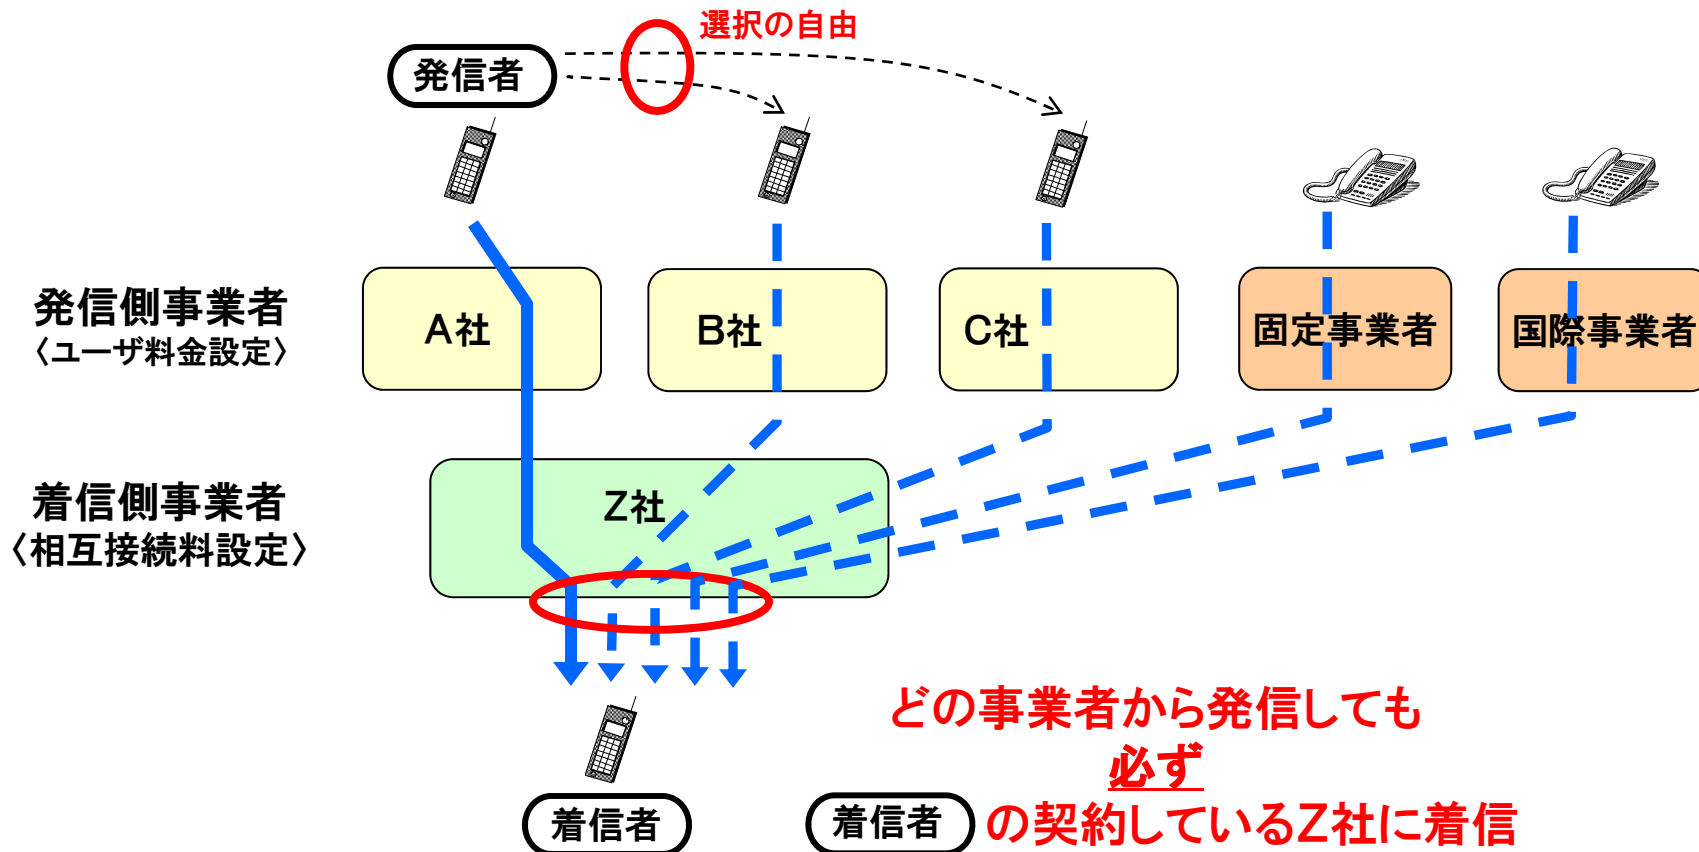 選択の自由
発信者
発信側事業者
〈ユーザ料金設定〉
A社
B社
C社
固定事業者
国際事業者
着信側事業者
〈相互接続料設定〉
Z社
どの事業者から発信しても
必ず
着信者 の契約しているZ社に着信
着信者